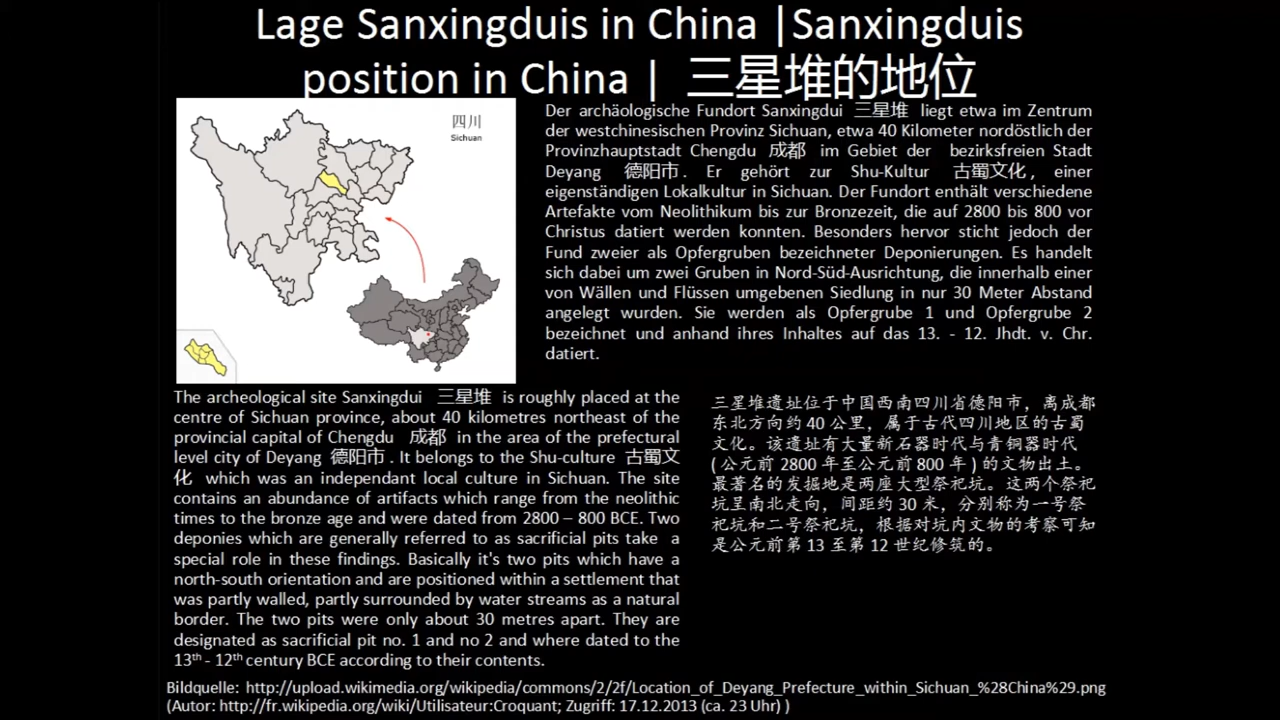 Lage Sanxingduis in China |Sanxingduis
position in China | 三星堆的地位
四川
Sichuan
Der archäologische Fundort Sanxingdui 三星堆 liegt etwa im Zentrum
der westchinesischen Provinz Sichuan, etwa 40 Kilometer nordöstlich der
Provinzhauptstadt Chengdu 成都 im Gebiet der bezirksfreien Stadt
Deyang 德阳市. Er gehört zur Shu-Kultur 古蜀文化, einer
eigenständigen Lokalkultur in Sichuan. Der Fundort enthält verschiedene
Artefakte vom Neolithikum bis zur Bronzezeit, die auf 2800 bis 800 vor
Christus datiert werden konnten. Besonders hervor sticht jedoch der
Fund zweier als Opfergruben bezeichneter Deponierungen. Es handelt
sich dabei um zwei Gruben in Nord-Süd-Ausrichtung, die innerhalb einer
von Wällen und Flüssen umgebenen Siedlung in nur 30 Meter Abstand
angelegt wurden. Sie werden als Opfergrube 1 und Opfergrube 2
bezeichnet und anhand ihres Inhaltes auf das 13. - 12. Jhdt. v. Chr.
datiert.
The archeological site Sanxingdui 三星堆 is roughly placed at the
centre of Sichuan province, about 40 kilometres northeast of the
provincial capital of Chengdu 成都 in the area of the prefectural
level city of Deyang 德阳市. It belongs to the Shu-culture 古蜀文
化 which was an independant local culture in Sichuan. The site
contains an abundance of artifacts which range from the neolithic
times to the bronze age and were dated from 2800 – 800 BCE. Two
deponies which are generally referred to as sacrificial pits take a
special role in these findings. Basically it's two pits which have a
north-south orientation and are positioned within a settlement that
was partly walled, partly surrounded by water streams as a natural
border. The two pits were only about 30 metres apart. They are
designated as sacrificial pit no. 1 and no 2 and where dated to the
13th - 12th century BCE according to their contents.
三星堆遗址位于中国西南四川省德阳市，离成都
东北方向约 40 公里，属于古代四川地区的古蜀
文化。该遗址有大量新石器时代与青铜器时代
(公元前 2800 年至公元前 800 年) 的文物出土。
最著名的发掘地是两座大型祭祀坑。这两个祭祀
坑呈南北走向，间距约 30 米，分别称为一号祭
祀坑和二号祭祀坑，根据对坑内文物的考察可知
是公元前第 13 至第 12 世纪修筑的。
Bildquelle: http://upload.wikimedia.org/wikipedia/commons/2/2f/Location_of_Deyang_Prefecture_within_Sichuan_%28China%29.png
(Autor: http://fr.wikipedia.org/wiki/Utilisateur:Croquant; Zugriff: 17.12.2013 (ca. 23 Uhr) )